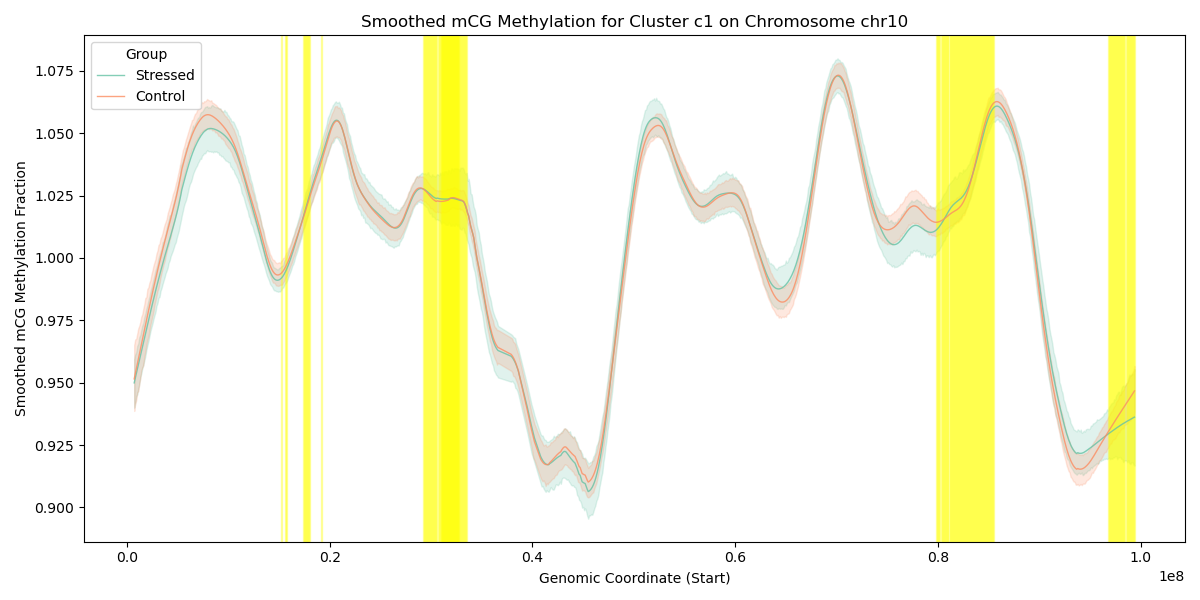 Smoothed mCG Methylation for Cluster c1 on Chromosome chr10
Group
Stressed
Control
Smoothed mCG Methylation Fraction
1.075
1.050
1.025
1.000
0.975
0.950
0.925
0.900
0.0
0.2
0.4
0.6
0.8
1.0
1e8
Genomic Coordinate (Start)